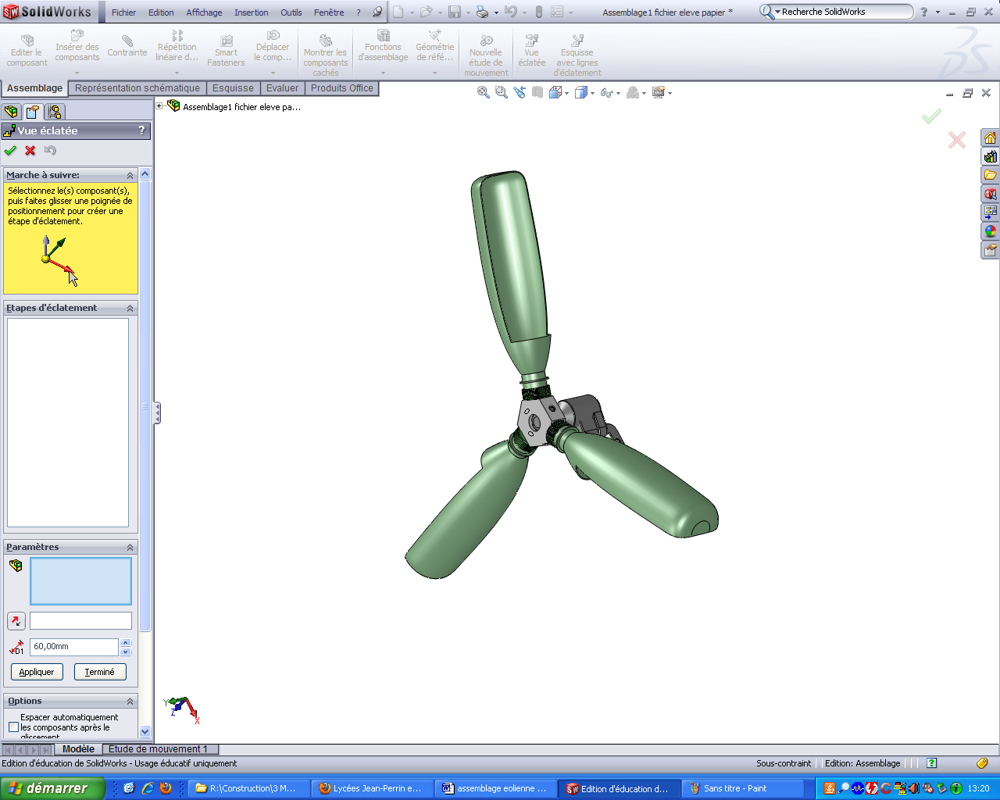 SolidWorks
Fichier Edition Affichage Insertion Outils Fenêtre ?
Assemblage1 fichier eleve papier *
Recherche SolidWorks
?
Editer le composant
Insérer des composants
Contrainte
Répétition linéaire d...
Smart Fasteners
Déplacer le comp...
Montrer les composants cachés
Fonctions d'assemblage
Géométrie de réfé...
Nouvelle étude de mouvement
Vue éclatée
Esquisse avec lignes d'éclatement
Assemblage Représentation schématique Esquisse Evaluer Produits Office
Assemblage1 fichier eleve pa...
Vue éclatée ?
Marche à suivre:
Sélectionnez le(s) composant(s),
puis faites glisser une poignée de
positionnement pour créer une
étape d'éclatement.
Etapes d'éclatement
Paramètres
D1
60,00mm
Appliquer Terminé
Options
Espacer automatiquement
les composants après le
glissement
Y
Z
X
Modèle Etude de mouvement 1
Edition d'éducation de SolidWorks - Usage éducatif uniquement
Sous-contraint Edition: Assemblage
?
démarrer
R:\Construction\3 M...
Lycées Jean-Perrin e...
assemblage eolienne ...
Edition d'éducation d...
Sans titre - Paint
13:20